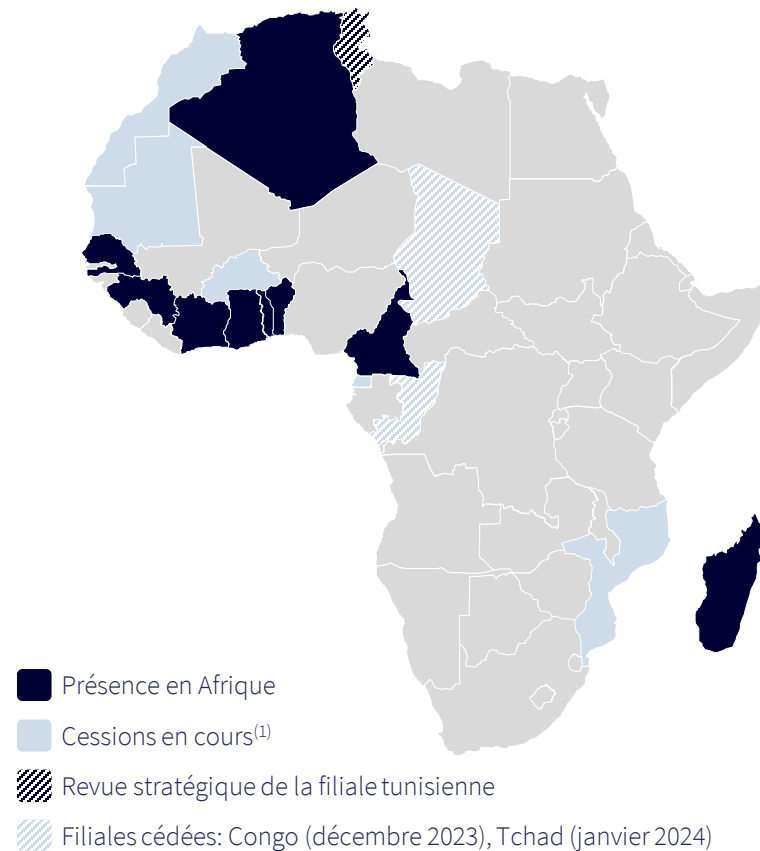 Présence en Afrique
Cessions en cours(1)
Revue stratégique de la filiale tunisienne
Filiales cédées: Congo (décembre 2023), Tchad (janvier 2024)